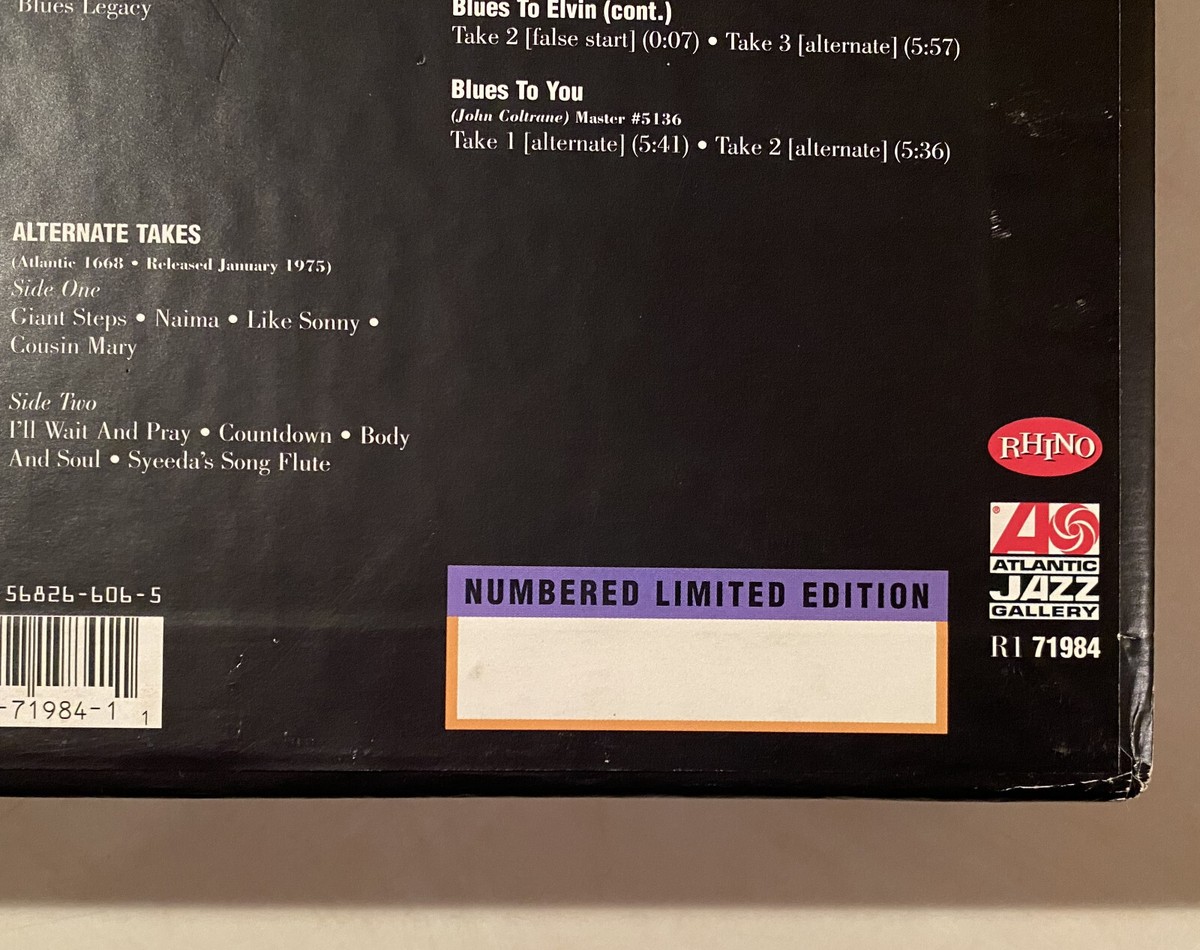 Blues Legacy
ALTERNATE TAKES
(Atlantic 1668 • Released January 1975)
Side One
Giant Steps • Naima • Like Sonny •
Cousin Mary
Side Two
I'll Wait And Pray • Countdown • Body
And Soul • Syeeda's Song Flute
56826-606-5
-71984-1 1
Blues To Elvin (cont.)
Take 2 [false start] (0:07) • Take 3 [alternate] (5:57)
Blues To You
(John Coltrane) Master #5136
Take 1 [alternate] (5:41) • Take 2 [alternate] (5:36)
NUMBERED LIMITED EDITION
RHINO
®
ATLANTIC
JAZZ
GALLERY
R1 71984